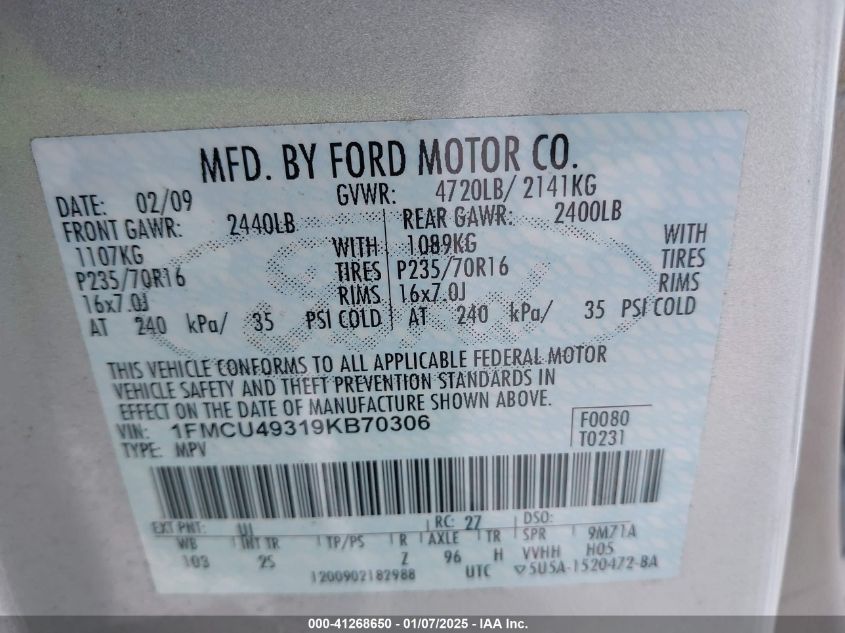 MFD. BY FORD MOTOR CO.
DATE: 02/09 GVWR: 4720LB/ 2141KG
FRONT GAWR: 2440LB REAR GAWR: 2400LB
1107KG WITH 1089KG WITH
P235/70R16 TIRES P235/70R16 TIRES
16x7.0J RIMS 16x7.0J RIMS
AT 240 kPa/ 35 PSI COLD AT 240 kPa/ 35 PSI COLD
THIS VEHICLE CONFORMS TO ALL APPLICABLE FEDERAL MOTOR
VEHICLE SAFETY AND THEFT PREVENTION STANDARDS IN
EFFECT ON THE DATE OF MANUFACTURE SHOWN ABOVE.
VIN: 1FMCU49319KB70306 F0080
TYPE: MPV T0231
EXT PNT: UI RC: 27 DSO:
WB INT TR TP/PS R AXLE TR SPR 9M71A
103 2S Z 96 H VVHH H05
1200902182988 UTC ▽5U5A-1520472-BA
000-41268650 - 01/07/2025 - IAA Inc.